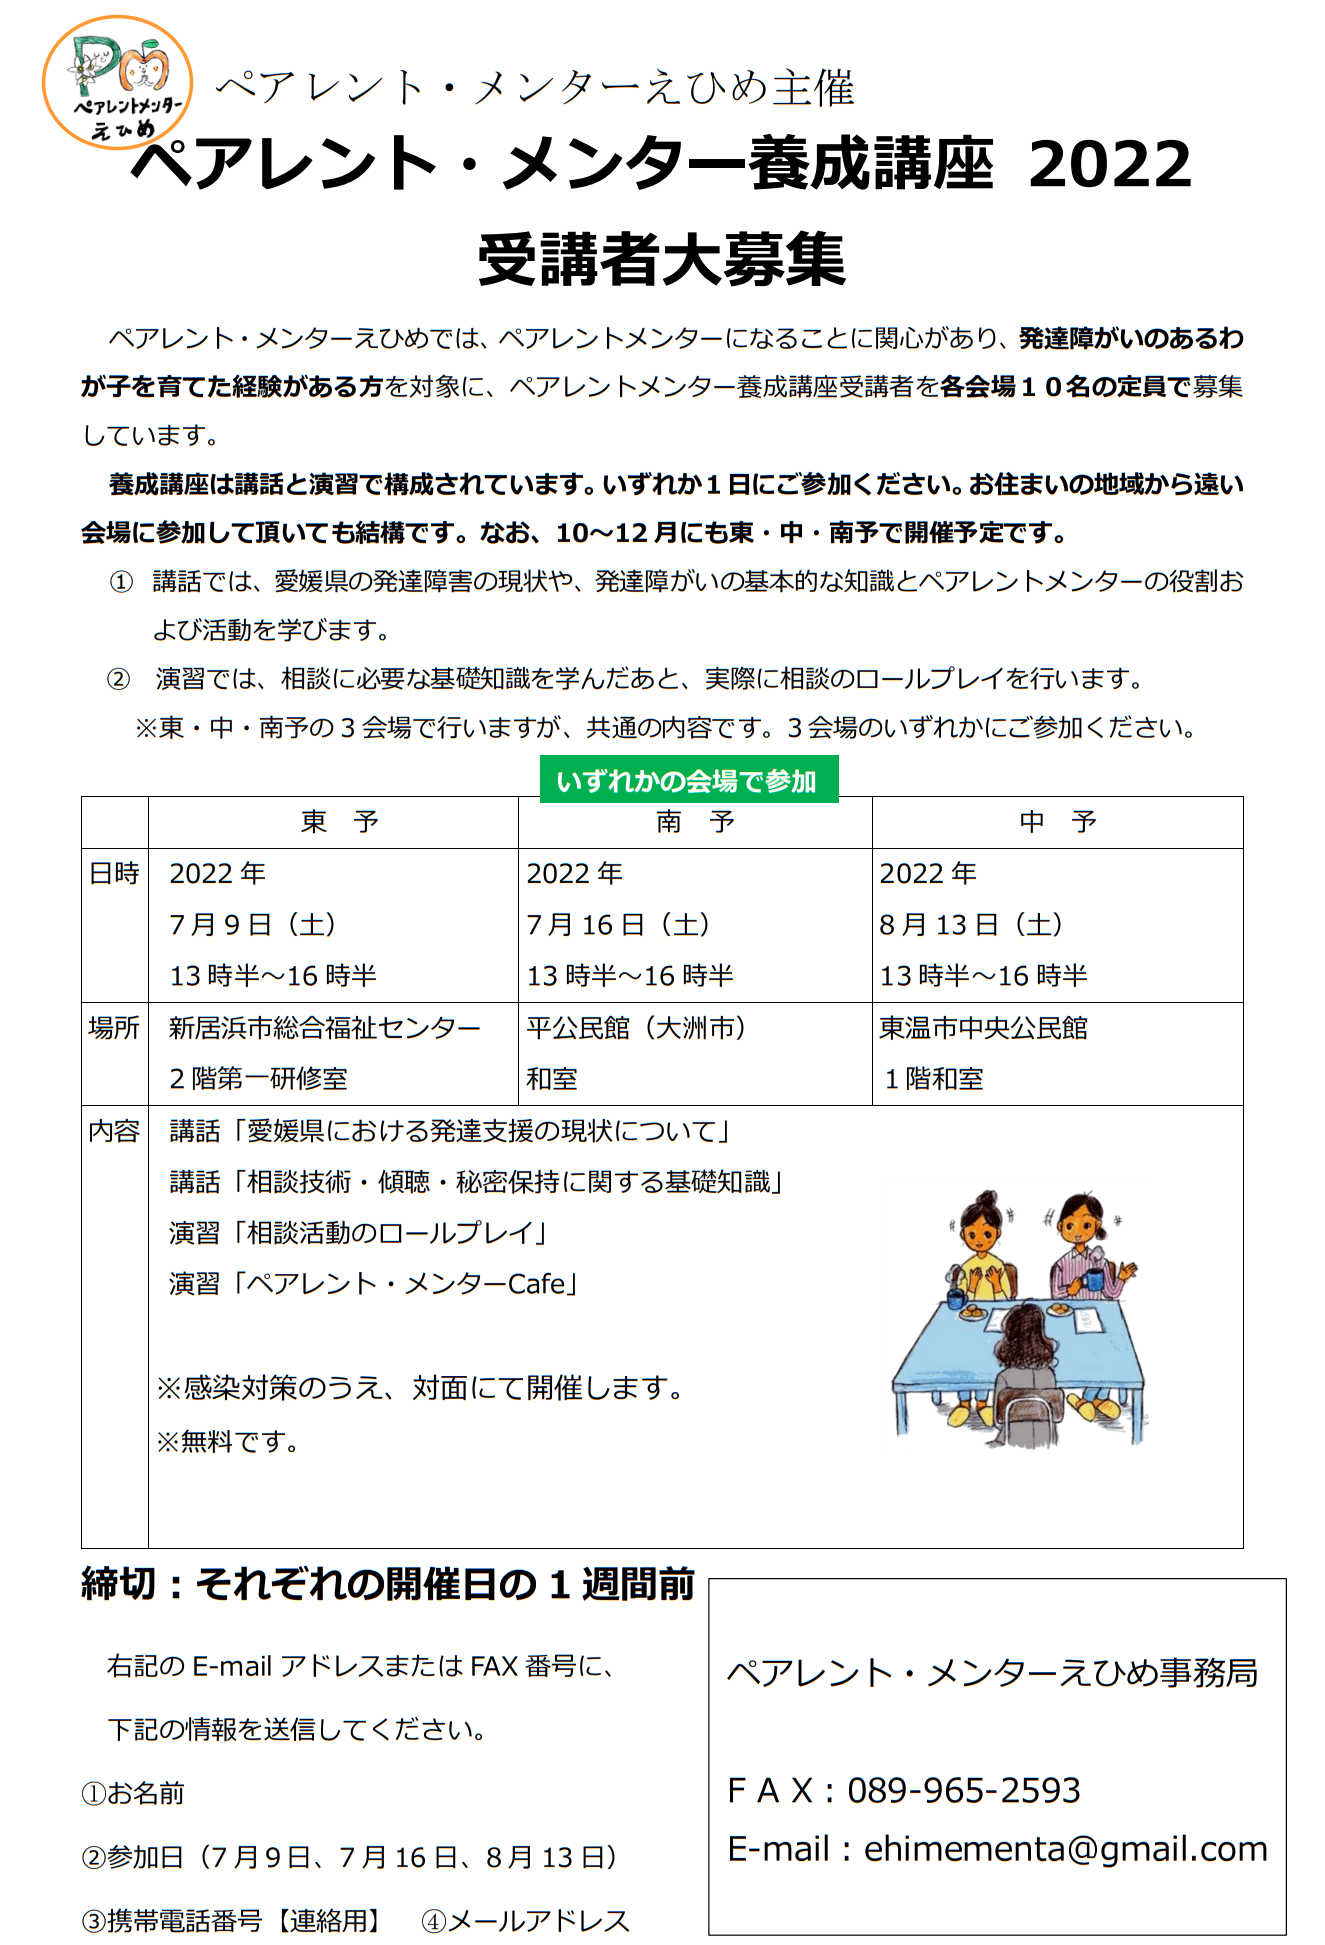 ペアレントメンター
えひめ
ペアレント・メンターえひめ主催
ペアレント・メンター養成講座 2022
受講者大募集
ペアレント・メンターえひめでは、ペアレントメンターになることに関心があり、発達障がいのあるわ
が子を育てた経験がある方を対象に、ペアレントメンター養成講座受講者を各会場１０名の定員で募集
しています。
養成講座は講話と演習で構成されています。いずれか１日にご参加ください。お住まいの地域から遠い
会場に参加して頂いても結構です。なお、10～12 月にも東・中・南予で開催予定です。
① 講話では、愛媛県の発達障害の現状や、発達障がいの基本的な知識とペアレントメンターの役割お
よび活動を学びます。
② 演習では、相談に必要な基礎知識を学んだあと、実際に相談のロールプレイを行います。
※東・中・南予の 3 会場で行いますが、共通の内容です。3 会場のいずれかにご参加ください。
いずれかの会場で参加
東 予 南 予 中 予
日時 2022 年 2022 年 2022 年
7 月 9 日（土） 7 月 16 日（土） 8 月 13 日（土）
13 時半～16 時半 13 時半～16 時半 13 時半～16 時半
場所 新居浜市総合福祉センター 平公民館（大洲市） 東温市中央公民館
2 階第一研修室 和室 １階和室
内容 講話「愛媛県における発達支援の現状について」
講話「相談技術・傾聴・秘密保持に関する基礎知識」
演習「相談活動のロールプレイ」
演習「ペアレント・メンターCafe」
※感染対策のうえ、対面にて開催します。
※無料です。
締切：それぞれの開催日の 1 週間前
右記の E-mail アドレスまたは FAX 番号に、
下記の情報を送信してください。
①お名前
②参加日（7 月 9 日、7 月 16 日、8 月 13 日）
③携帯電話番号【連絡用】 ④メールアドレス
ペアレント・メンターえひめ事務局
ＦＡＸ：089-965-2593
E-mail：ehimementa@gmail.com